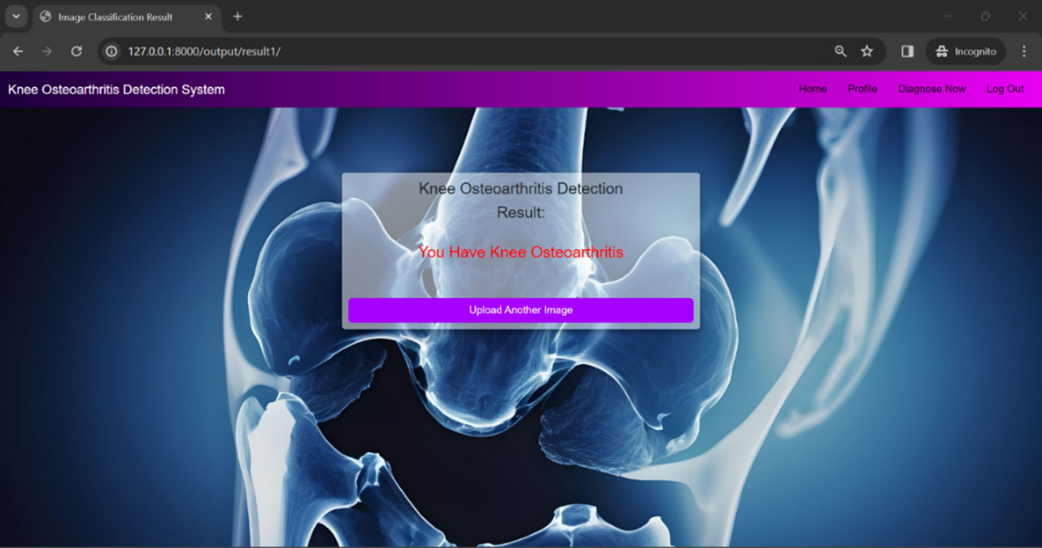 Image Classification Result
127.0.0.1:8000/output/result1/
Incognito
Knee Osteoarthritis Detection System
Home Profile Diagnose Now Log Out
Knee Osteoarthritis Detection
Result:
You Have Knee Osteoarthritis
Upload Another Image